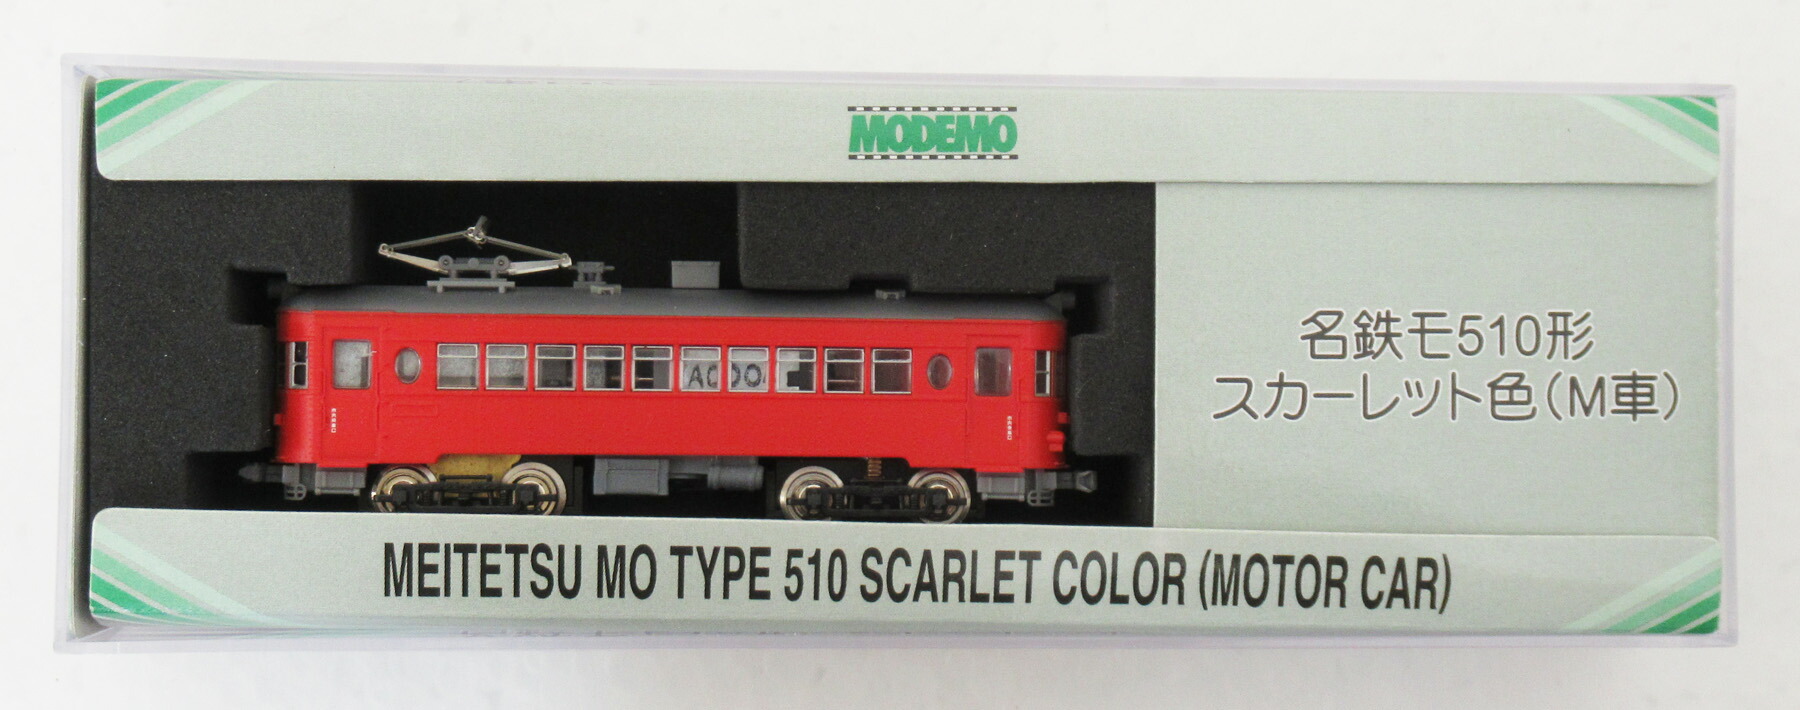 MODEMO
名鉄モ510形
スカーレット色(M車)
MEITETSU MO TYPE 510 SCARLET COLOR (MOTOR CAR)